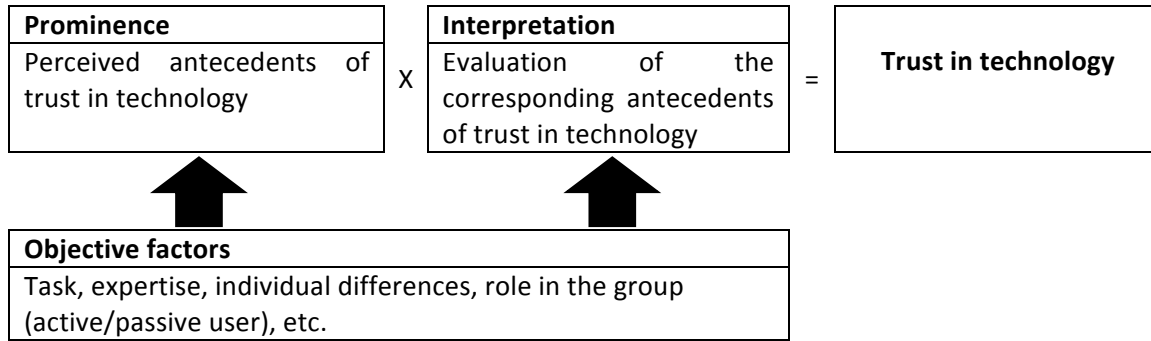 Prominence
Perceived antecedents of
trust in technology
X
Interpretation
Evaluation of the
corresponding antecedents
of trust in technology
=
Trust in technology
Objective factors
Task, expertise, individual differences, role in the group
(active/passive user), etc.